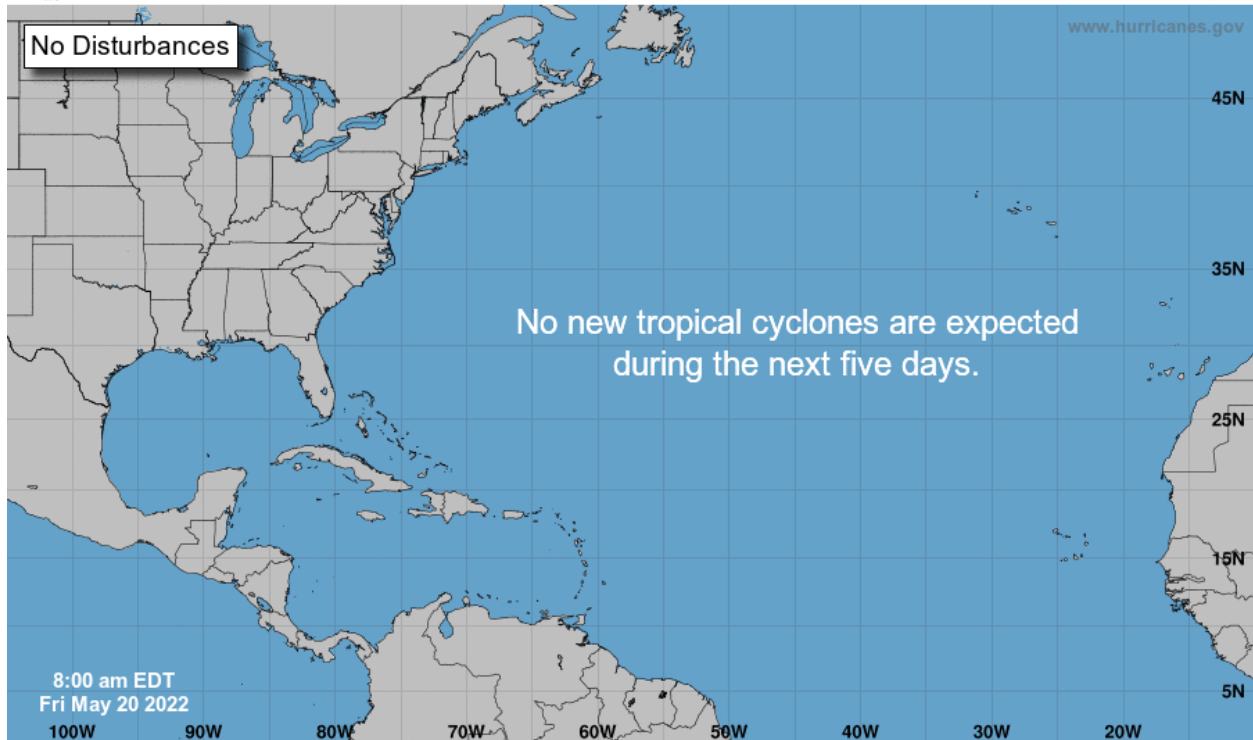 No Disturbances
www.hurricanes.gov
45N
35N
No new tropical cyclones are expected
during the next five days.
25N
15N
8:00 am EDT
Fri May 20 2022
5N
100W 90W 80W 70W 60W 50W 40W 30W 20W